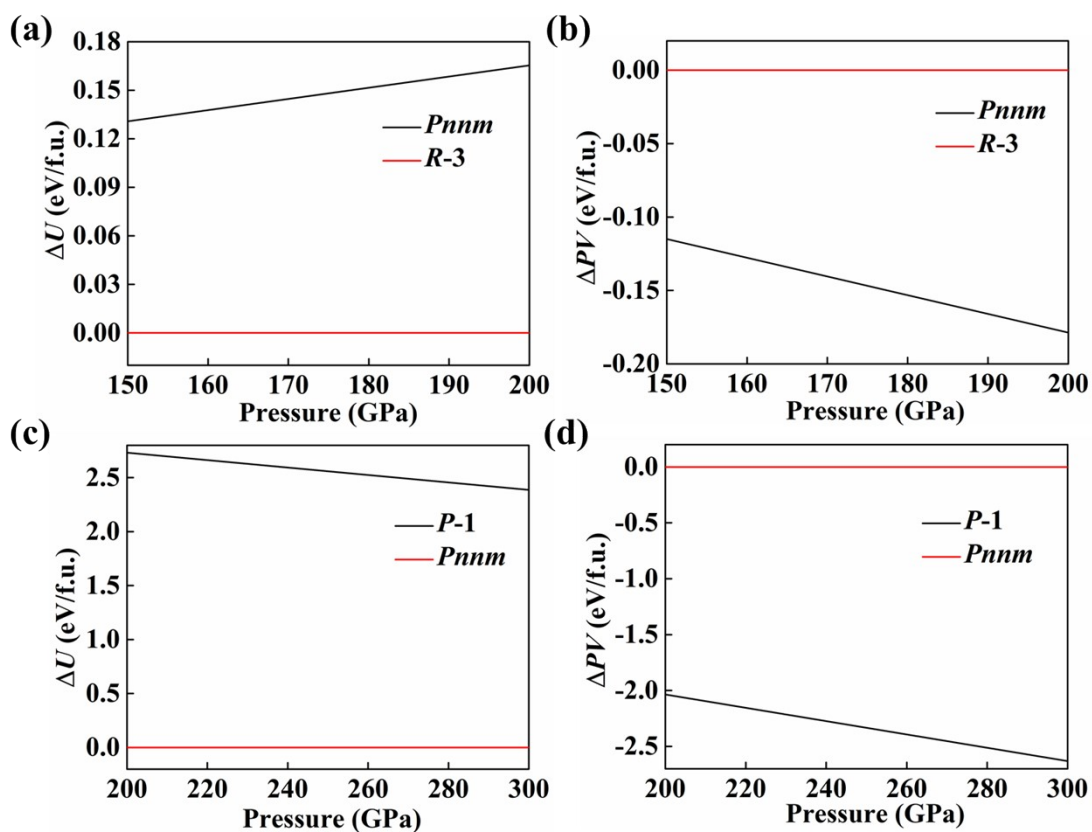 (a)
0.18
0.15
0.12
0.09
0.06
0.03
0.00
ΔU (eV/f.u.)
Pnnm
R-3
150 160 170 180 190 200
Pressure (GPa)
(b)
0.00
-0.05
-0.10
-0.15
-0.20
ΔPV (eV/f.u.)
Pnnm
R-3
150 160 170 180 190 200
Pressure (GPa)
(c)
2.5
2.0
1.5
1.0
0.5
0.0
ΔU (eV/f.u.)
P-1
Pnnm
200 220 240 260 280 300
Pressure (GPa)
(d)
0.0
-0.5
-1.0
-1.5
-2.0
-2.5
ΔPV (eV/f.u.)
P-1
Pnnm
200 220 240 260 280 300
Pressure (GPa)